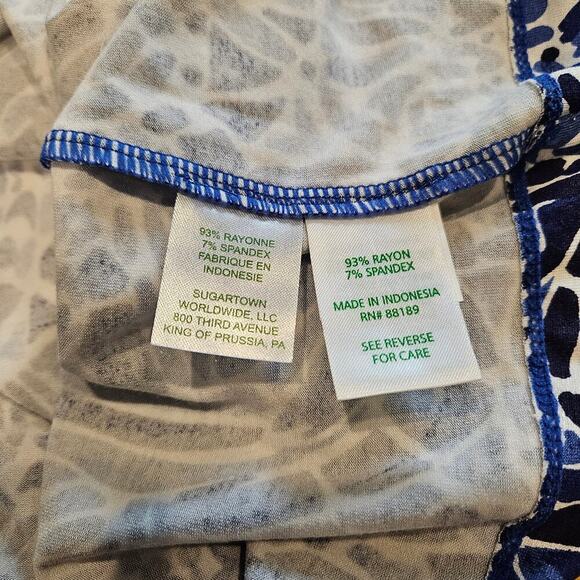 93% RAYONNE
7% SPANDEX
FABRIQUE EN
INDONESIE
SUGARTOWN
WORLDWIDE, LLC
800 THIRD AVENUE
KING OF PRUSSIA, PA
93% RAYON
7% SPANDEX
MADE IN INDONESIA
RN# 88189
SEE REVERSE
FOR CARE